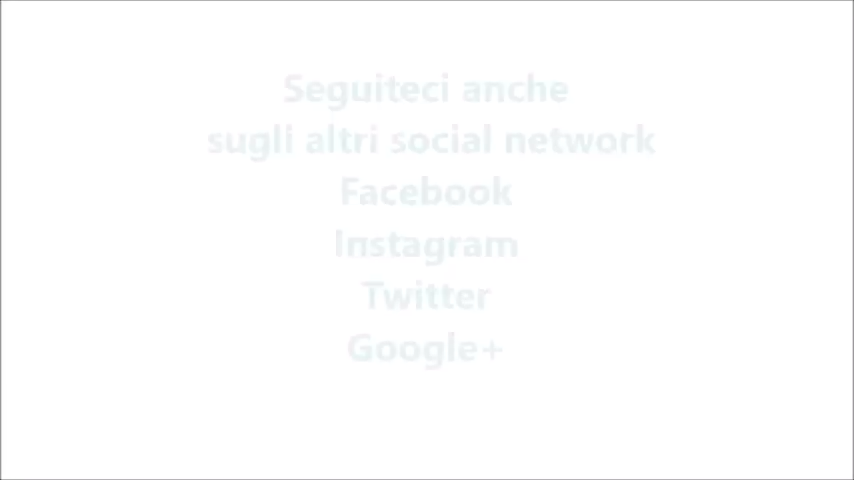 Seguiteci anche
sugli altri social network
Facebook
Instagram
Twitter
Google+